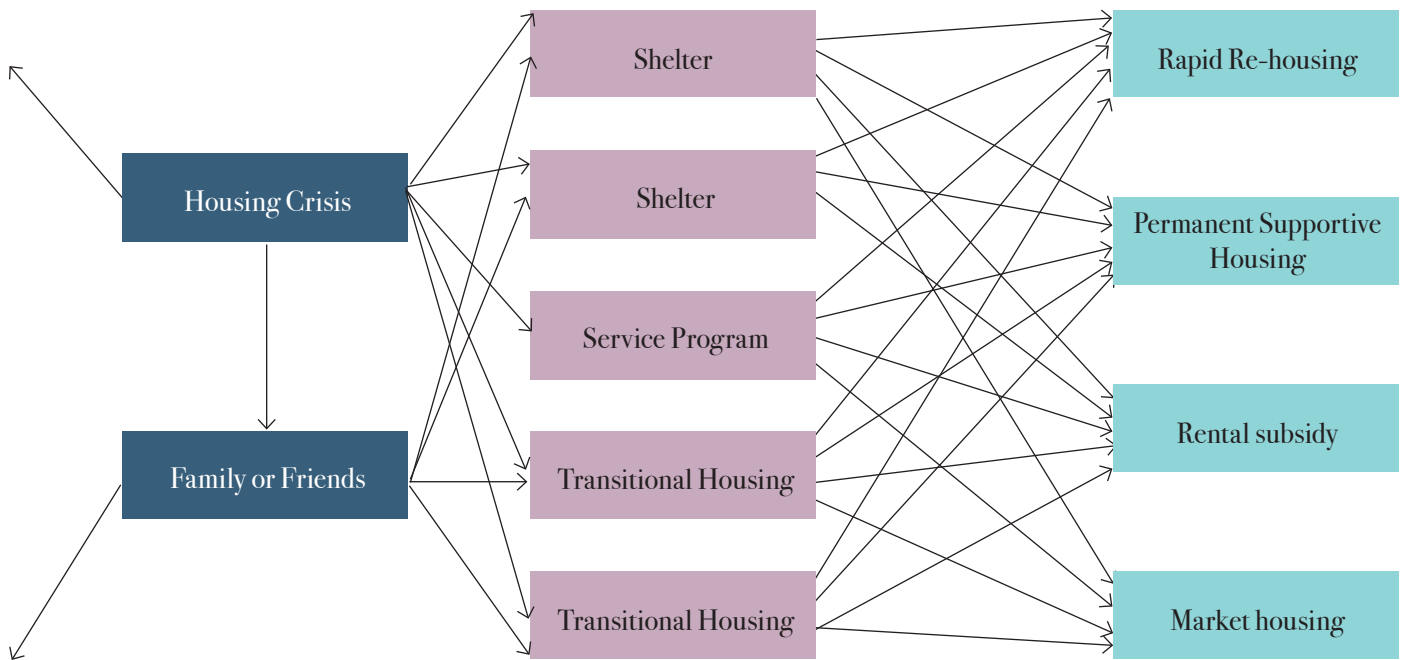 Housing Crisis
Family or Friends
Shelter
Shelter
Service Program
Transitional Housing
Transitional Housing
Rapid Re-housing
Permanent Supportive
Housing
Rental subsidy
Market housing